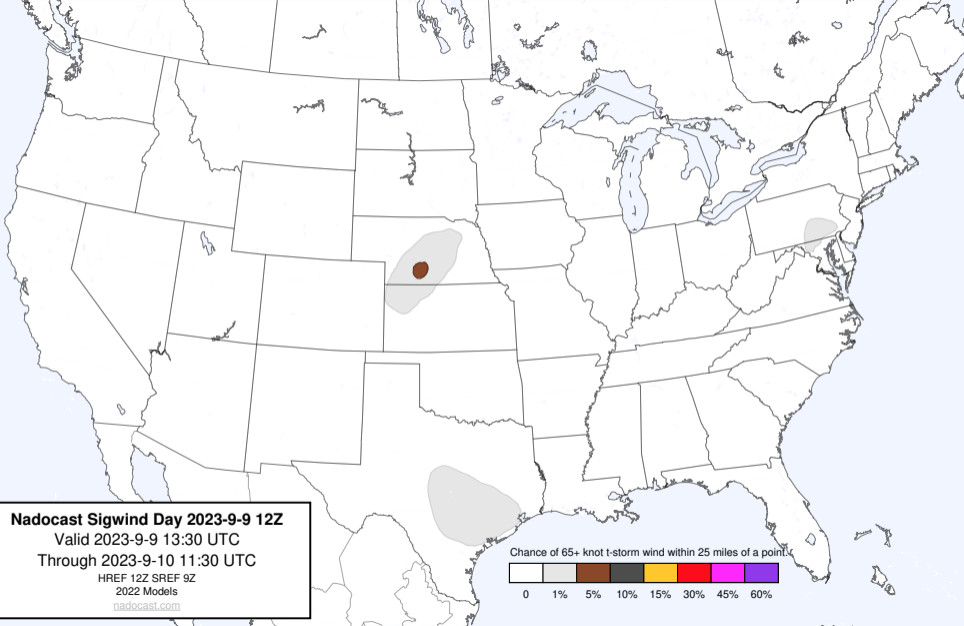 Nadocast Sigwind Day 2023-9-9 12Z
Valid 2023-9-9 13:30 UTC
Through 2023-9-10 11:30 UTC
HREF 12Z SREF 9Z
2022 Models
nadocast.com
Chance of 65+ knot t-storm wind within 25 miles of a point.
0 1% 5% 10% 15% 30% 45% 60%